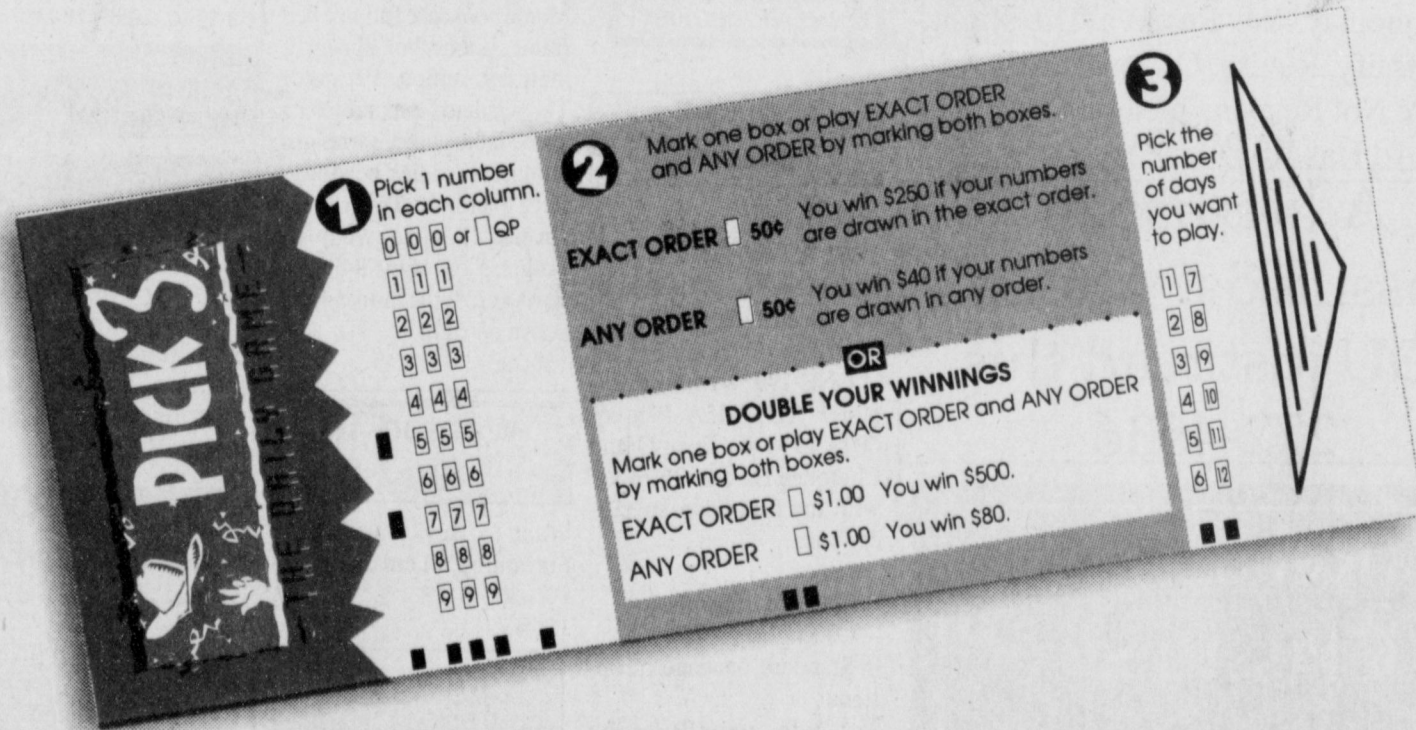 PICK 3
THE DAILY GAME
1
Pick 1 number
in each column.
0 0 0 or QP
1 1 1
2 2 2
3 3 3
4 4 4
5 5 5
6 6 6
7 7 7
8 8 8
9 9 9
2
Mark one box or play EXACT ORDER
and ANY ORDER by marking both boxes.
EXACT ORDER 50¢ You win $250 if your numbers
are drawn in the exact order.
ANY ORDER 50¢ You win $40 if your numbers
are drawn in any order.
OR
DOUBLE YOUR WINNINGS
Mark one box or play EXACT ORDER and ANY ORDER
by marking both boxes.
EXACT ORDER $1.00 You win $500.
ANY ORDER $1.00 You win $80.
3
Pick the
number
of days
you want
to play.
1 7
2 8
3 9
4 10
5 11
6 12